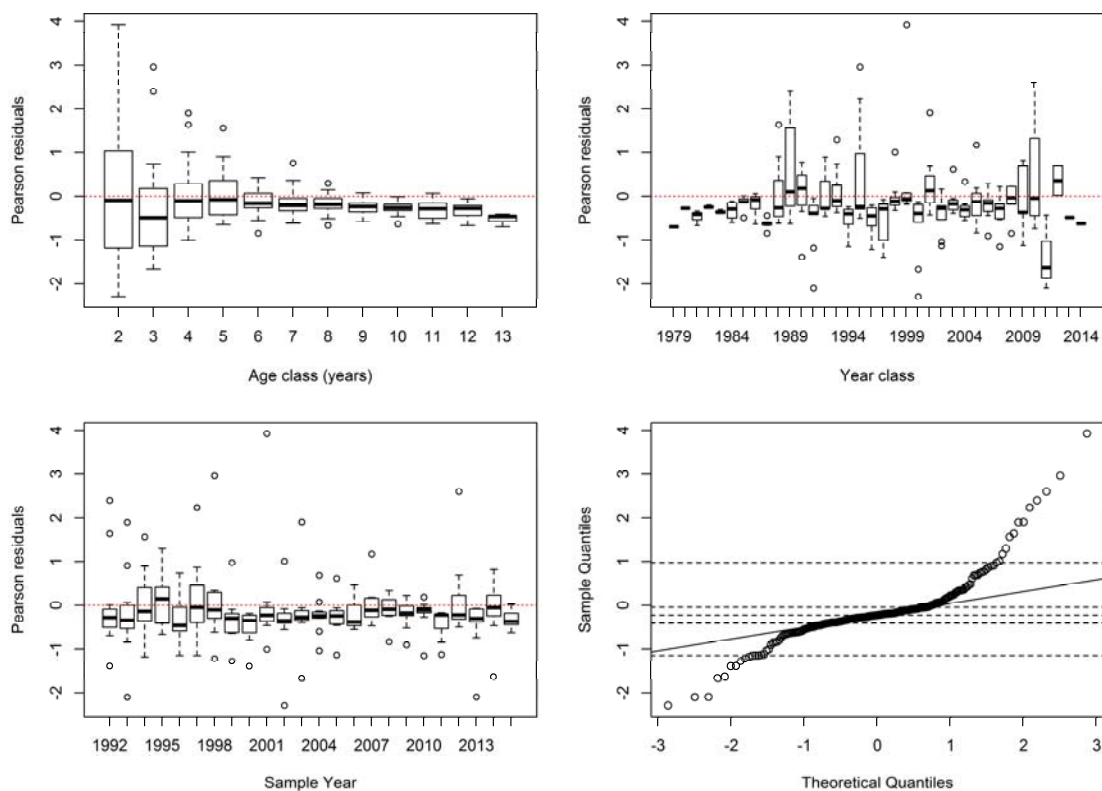 4
3
2
1
0
-1
-2
Pearson residuals
2 3 4 5 6 7 8 9 10 11 12 13
Age class (years)
4
3
2
1
0
-1
-2
Pearson residuals
1979 1984 1989 1994 1999 2004 2009 2014
Year class
4
3
2
1
0
-1
-2
Pearson residuals
1992 1995 1998 2001 2004 2007 2010 2013
Sample Year
4
3
2
1
0
-1
-2
Sample Quantiles
-3 -2 -1 0 1 2 3
Theoretical Quantiles